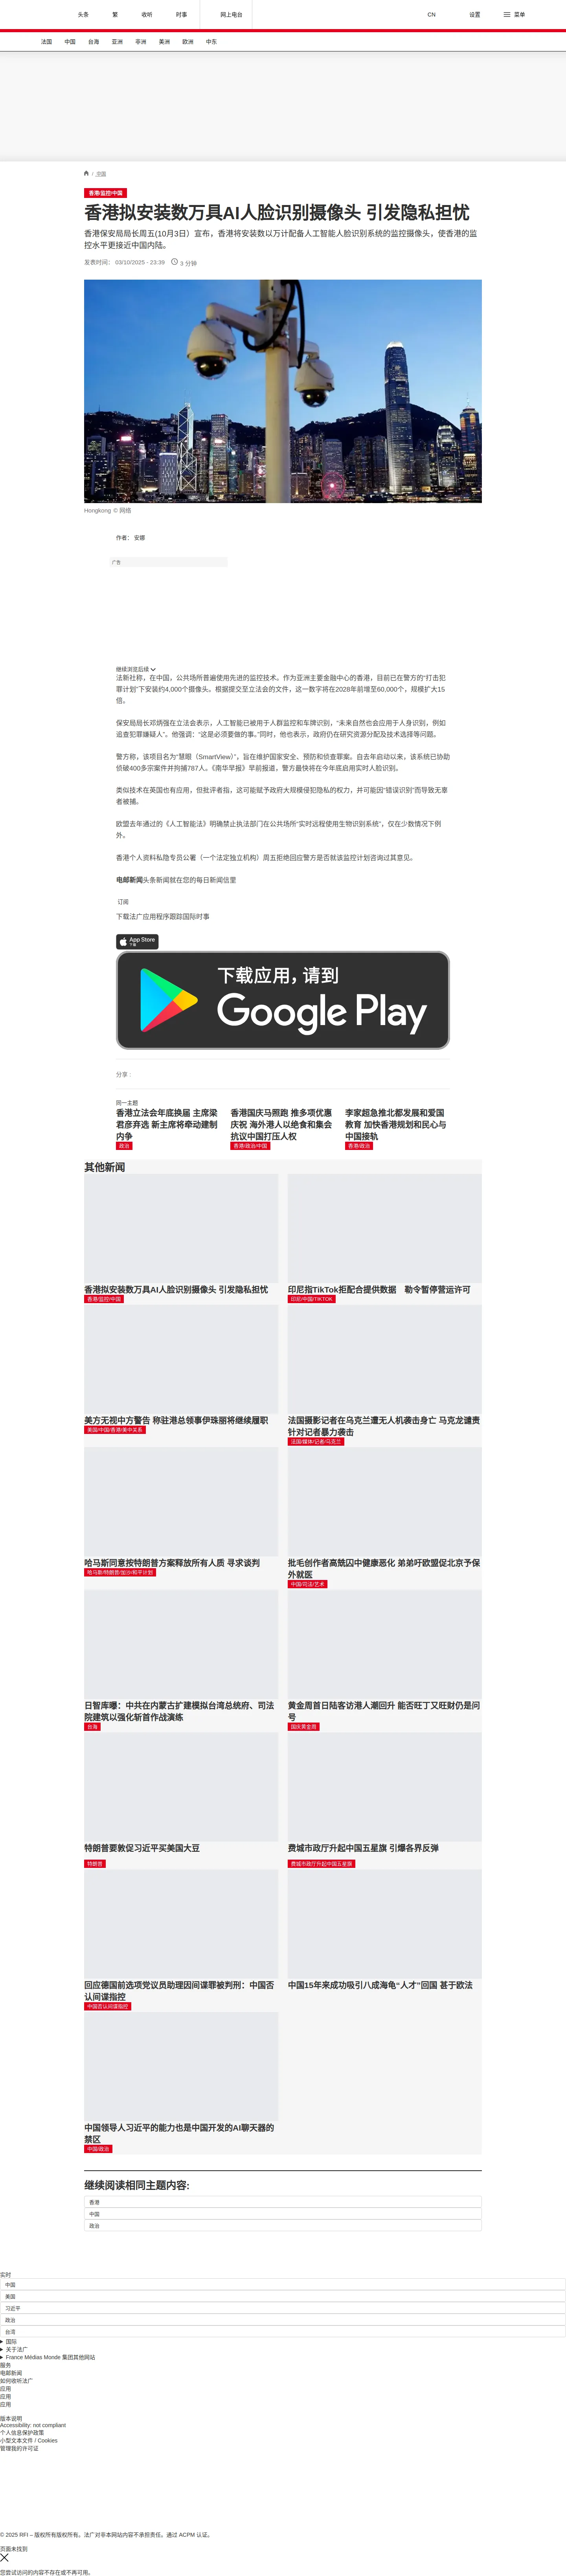 头条
繁
收听
时事
网上电台
CN
设置
菜单
法国
中国
台海
亚洲
非洲
美洲
欧洲
中东
/ 中国
香港/监控/中国
香港拟安装数万具AI人脸识别摄像头 引发隐私担忧
香港保安局局长周五(10月3日）宣布，香港将安装数以万计配备人工智能人脸识别系统的监控摄像头，使香港的监
控水平更接近中国内陆。
发表时间： 03/10/2025 - 23:39
3 分钟
Hongkong © 网络
作者： 安娜
广告
继续浏览后续
法新社称，在中国，公共场所普遍使用先进的监控技术。作为亚洲主要金融中心的香港，目前已在警方的“打击犯
罪计划”下安装约4,000个摄像头。根据提交至立法会的文件，这一数字将在2028年前增至60,000个，规模扩大15
倍。
保安局局长邓炳强在立法会表示，人工智能已被用于人群监控和车牌识别，“未来自然也会应用于人身识别，例如
追查犯罪嫌疑人”。他强调：“这是必须要做的事。”同时，他也表示，政府仍在研究资源分配及技术选择等问题。
警方称，该项目名为“慧眼（SmartView）”，旨在维护国家安全、预防和侦查罪案。自去年启动以来，该系统已协助
侦破400多宗案件并拘捕787人。《南华早报》早前报道，警方最快将在今年底启用实时人脸识别。
类似技术在英国也有应用，但批评者指，这可能赋予政府大规模侵犯隐私的权力，并可能因“错误识别”而导致无辜
者被捕。
欧盟去年通过的《人工智能法》明确禁止执法部门在公共场所“实时远程使用生物识别系统”，仅在少数情况下例
外。
香港个人资料私隐专员公署（一个法定独立机构）周五拒绝回应警方是否就该监控计划咨询过其意见。
电邮新闻头条新闻就在您的每日新闻信里
订阅
下载法广应用程序跟踪国际时事
App Store
下载
下载应用，请到
Google Play
分享 :
同一主题
香港立法会年底换届 主席梁
君彦弃选 新主席将牵动建制
内争
政治
香港国庆马照跑 推多项优惠
庆祝 海外港人以绝食和集会
抗议中国打压人权
香港/政治/中国
李家超急推北都发展和爱国
教育 加快香港规划和民心与
中国接轨
香港/政治
其他新闻
香港拟安装数万具AI人脸识别摄像头 引发隐私担忧
香港/监控/中国
印尼指TikTok拒配合提供数据　勒令暂停营运许可
印尼/中国/TIKTOK
美方无视中方警告 称驻港总领事伊珠丽将继续履职
美国/中国/香港/美中关系
法国摄影记者在乌克兰遭无人机袭击身亡 马克龙谴责
针对记者暴力袭击
法国/媒体/记者/乌克兰
哈马斯同意按特朗普方案释放所有人质 寻求谈判
哈马斯/特朗普/加沙/和平计划
批毛创作者高兟囚中健康恶化 弟弟吁欧盟促北京予保
外就医
中国/司法/艺术
日智库曝：中共在内蒙古扩建模拟台湾总统府、司法
院建筑以强化斩首作战演练
台海
黄金周首日陆客访港人潮回升 能否旺丁又旺财仍是问
号
国庆黄金周
特朗普要敦促习近平买美国大豆
特朗普
费城市政厅升起中国五星旗 引爆各界反弹
费城市政厅升起中国五星旗
回应德国前选项党议员助理因间谍罪被判刑：中国否
认间谍指控
中国否认间谍指控
中国15年来成功吸引八成海龟“人才”回国 甚于欧法
中国领导人习近平的能力也是中国开发的AI聊天器的
禁区
中国/政治
继续阅读相同主题内容:
香港
中国
政治
实时
中国
美国
习近平
政治
台湾
国际
关于法广
France Médias Monde 集团其他网站
服务
电邮新闻
如何收听法广
应用
应用
应用
版本说明
Accessibility: not compliant
个人信息保护政策
小型文本文件 / Cookies
管理我的许可证
© 2025 RFI – 版权所有版权所有。法广对非本网站内容不承担责任。通过 ACPM 认证。
页面未找到
您尝试访问的内容不存在或不再可用。